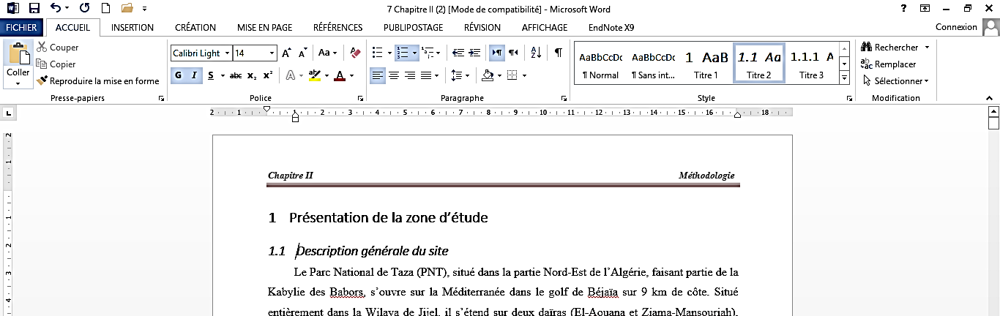 7 Chapitre II (2) [Mode de compatibilité] - Microsoft Word
FICHIER ACCUEIL INSERTION CRÉATION MISE EN PAGE RÉFÉRENCES PUBLIPOSTAGE RÉVISION AFFICHAGE EndNote X9 Connexion
Coller
Couper
Copier
Reproduire la mise en forme
Presse-papiers
Calibri Light 14
G I S abc x₂ x² A A
Police
Paragraphe
AaBbCcDc AaBbCcDc 1 AaB 1.1 Aa 1.1.1 A
¶ Normal ¶ Sans int... Titre 1 Titre 2 Titre 3
Style
Rechercher
Remplacer
Sélectionner
Modification
2 1 1 2 3 4 5 6 7 8 9 10 11 12 13 14 15 16 18
Chapitre II Méthodologie
1 Présentation de la zone d’étude
1.1 Description générale du site
Le Parc National de Taza (PNT), situé dans la partie Nord-Est de l’Algérie, faisant partie de la
Kabylie des Babors, s’ouvre sur la Méditerranée dans le golf de Béjaïa sur 9 km de côte. Situé
entièrement dans la Wilaya de Jijel, il s’étend sur deux daïras (El-Aouana et Ziama-Mansouriah),